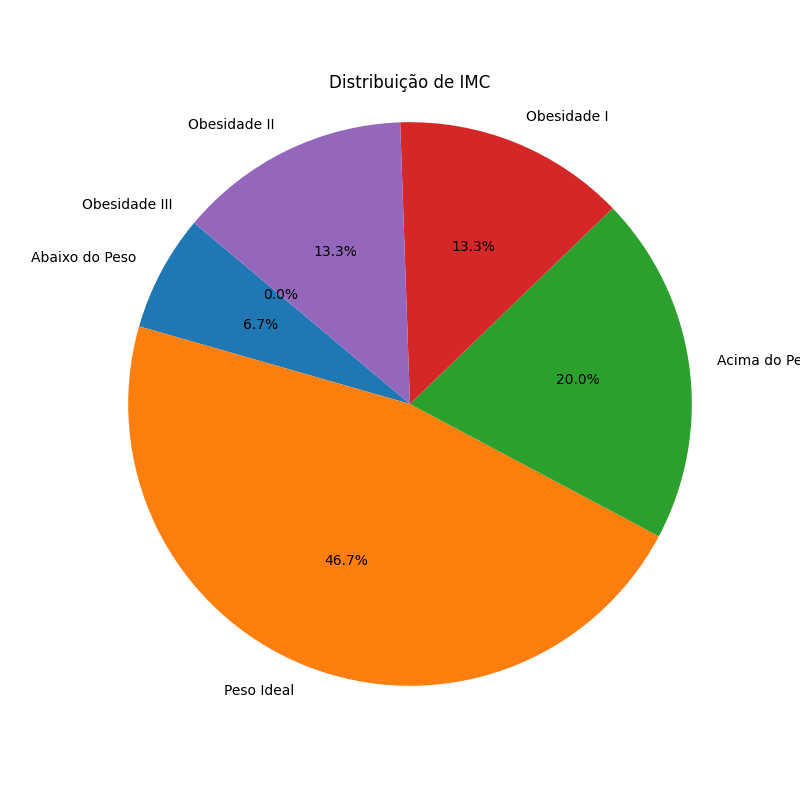 Distribuição de IMC
Obesidade I
Obesidade II
Obesidade III
Abaixo do Peso
13.3%
13.3%
0.0%
6.7%
Acima do Pe
20.0%
46.7%
Peso Ideal